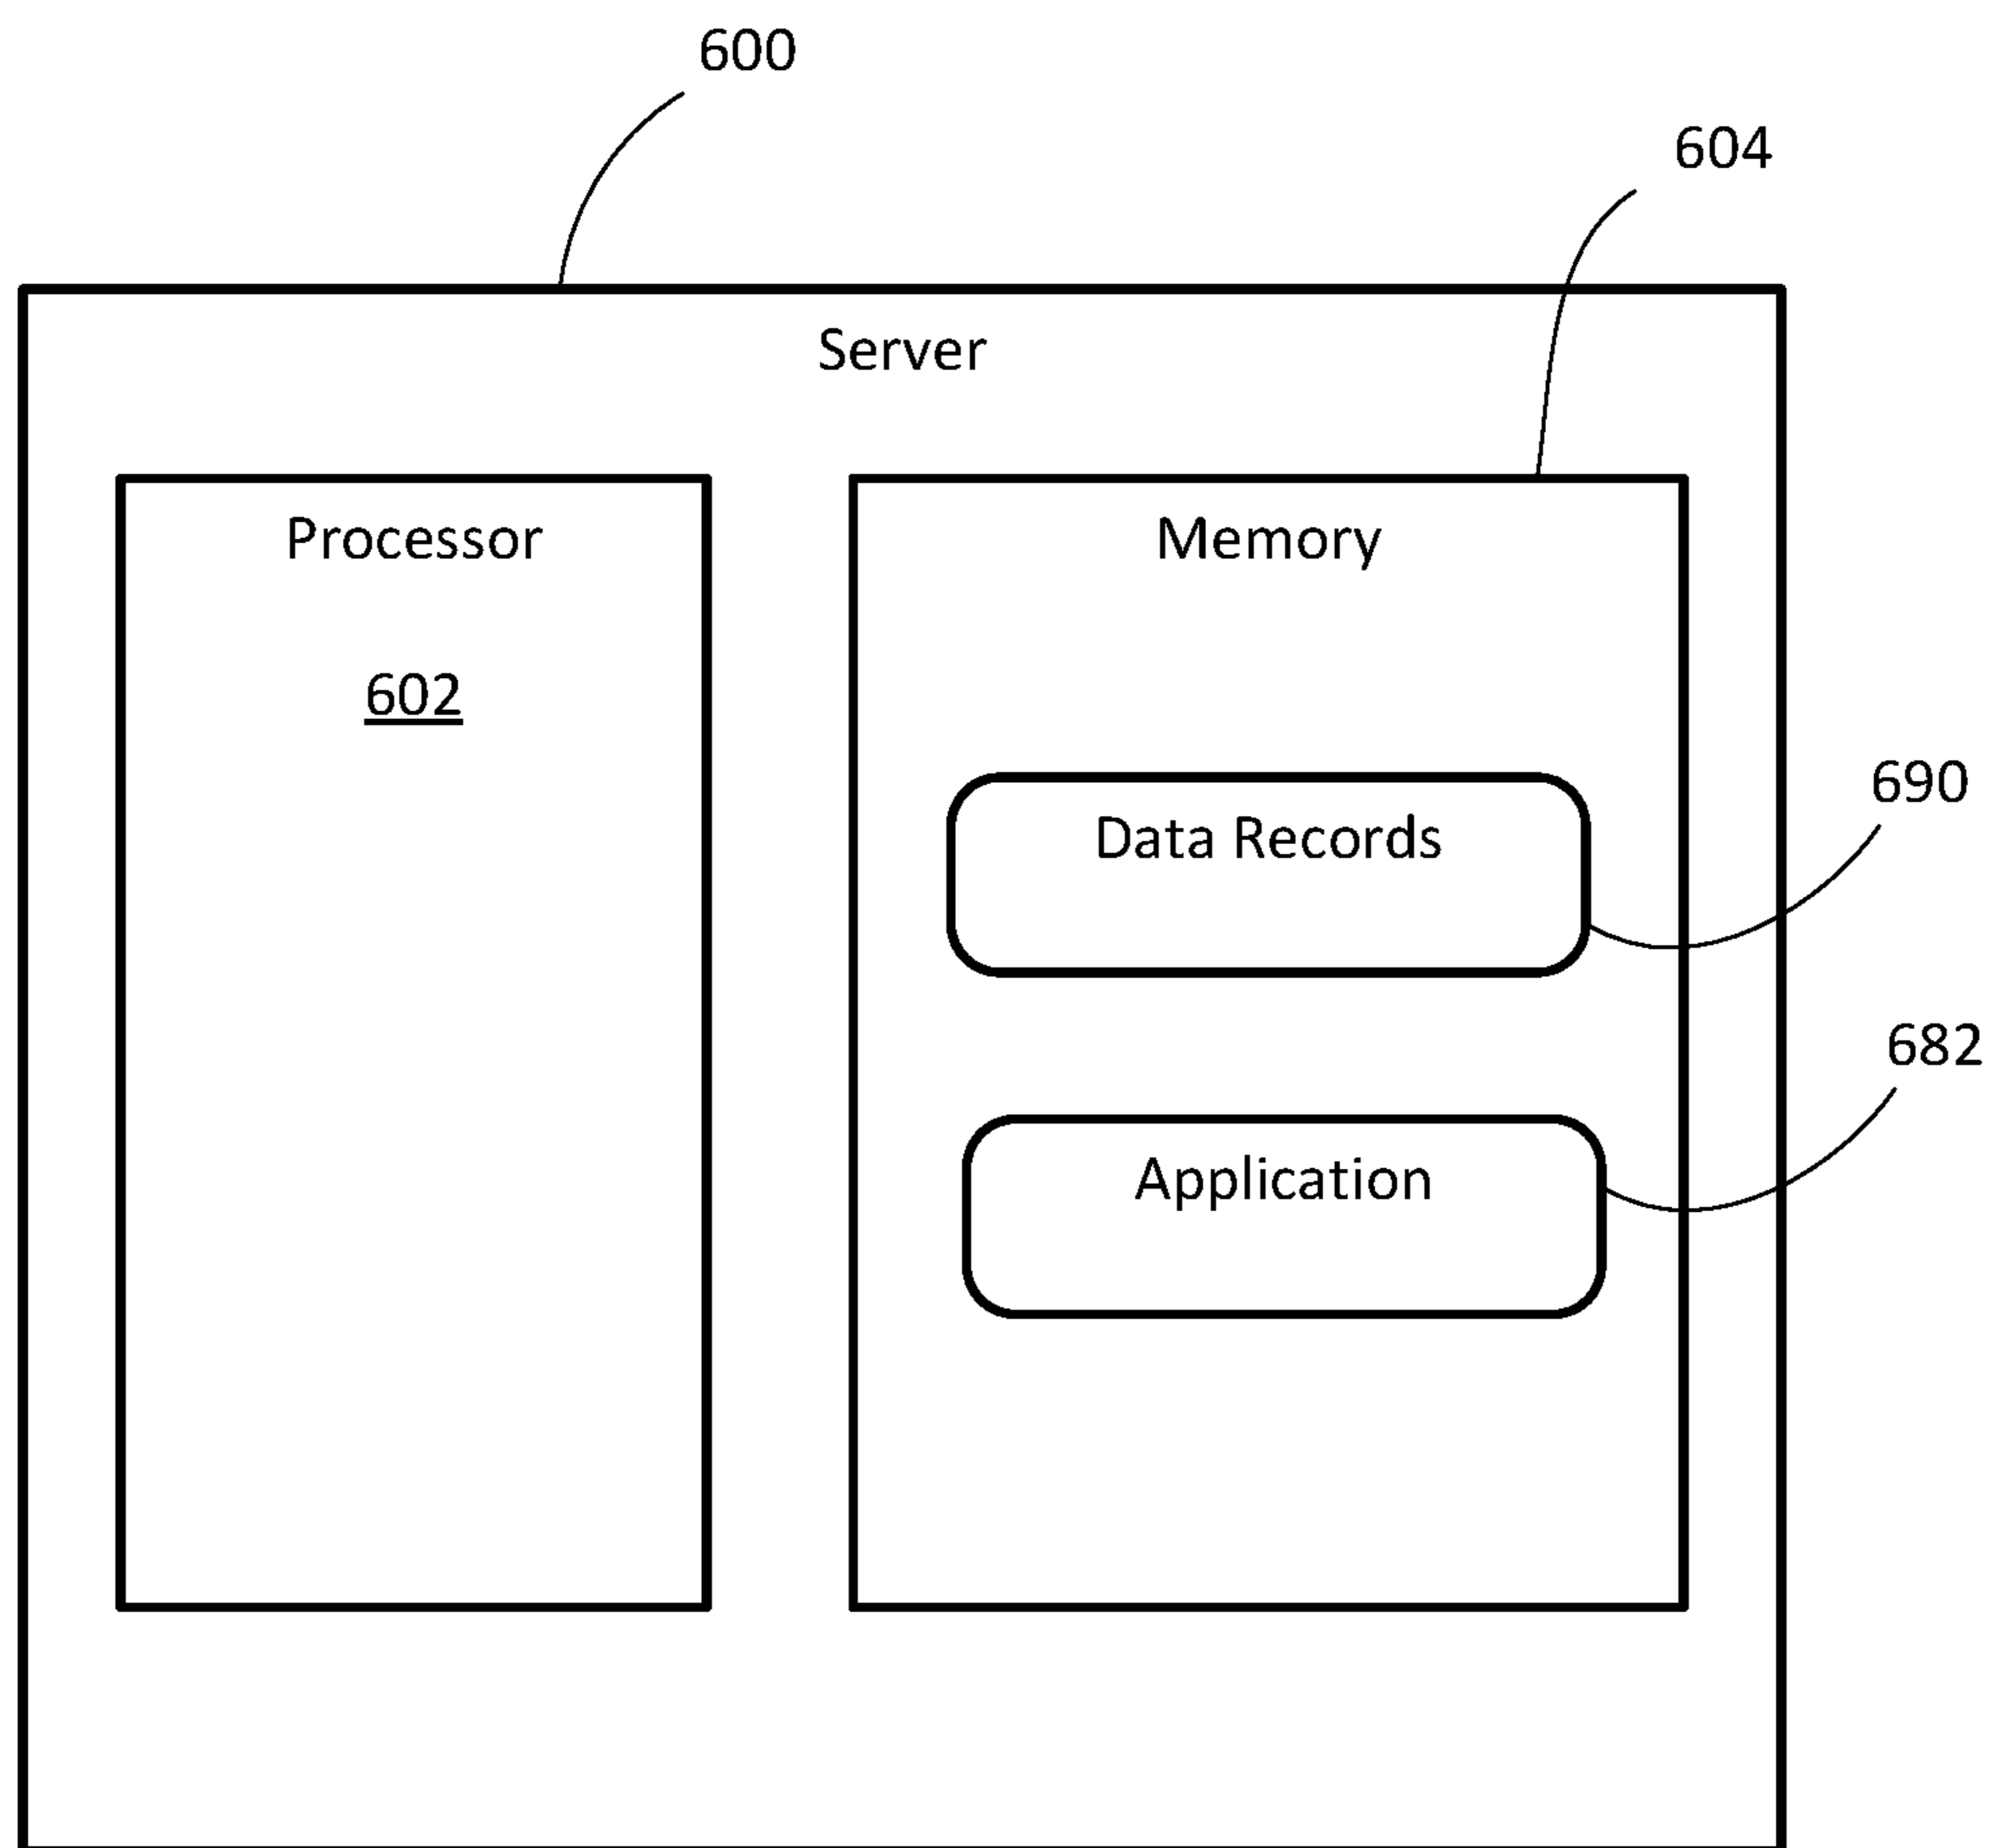 600
604
Server
Processor
Memory
602
690
Data Records
682
Application